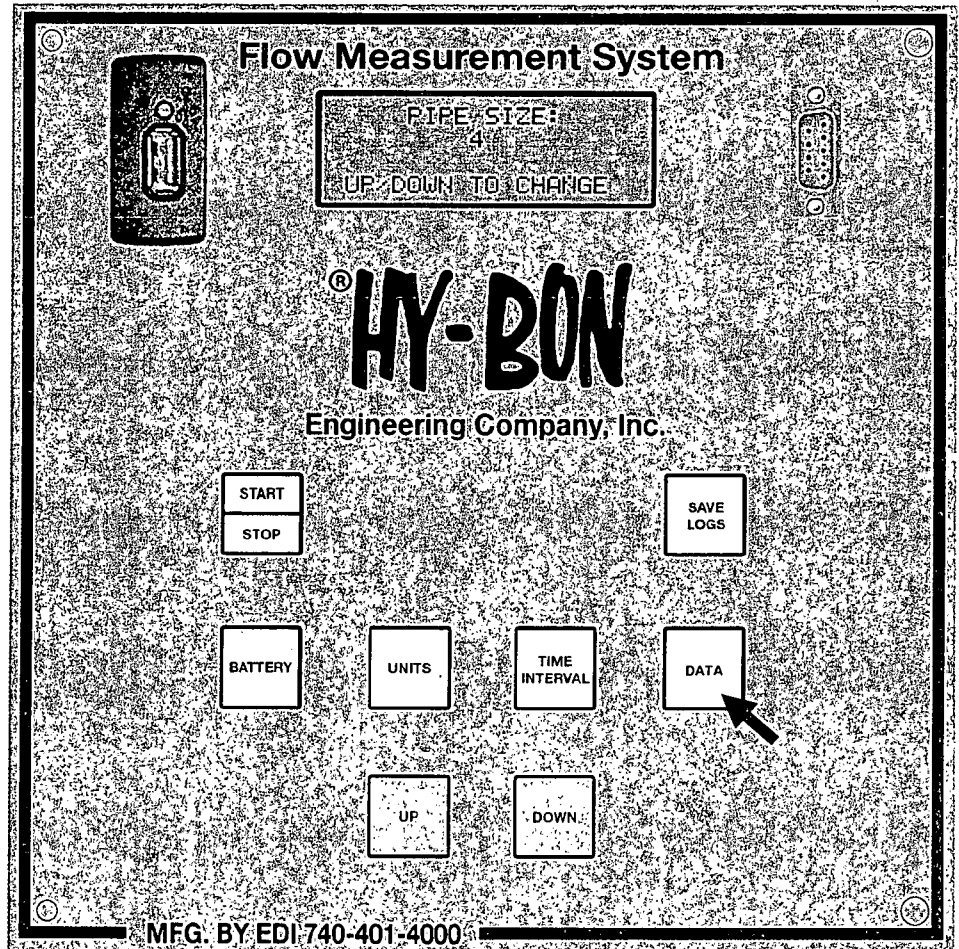 Flow Measurement System
PIPE SIZE:
4
UP/DOWN TO CHANGE
®HY-BON
Engineering Company, Inc.
START
STOP
SAVE
LOGS
BATTERY
UNITS
TIME
INTERVAL
DATA
UP
DOWN
MFG. BY EDI 740-401-4000